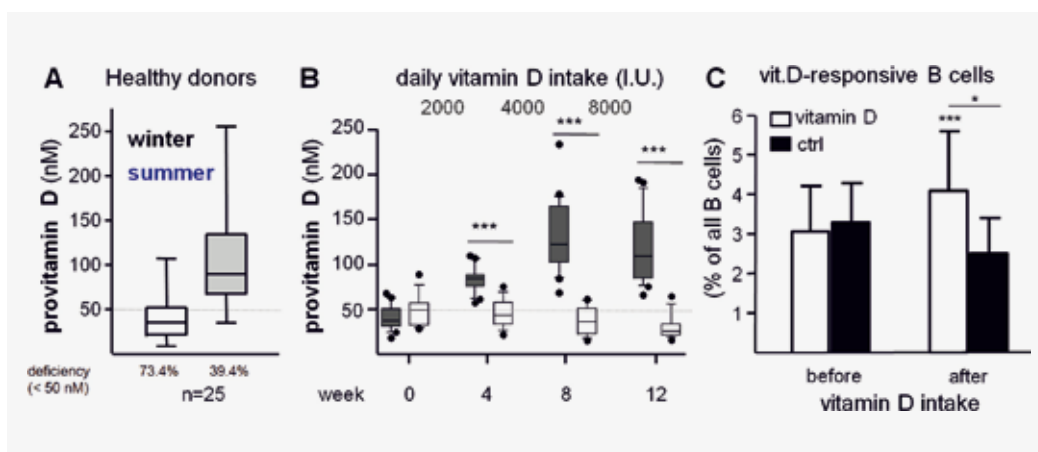 A Healthy donors
winter
summer
provitamin D (nM)
250
200
150
100
50
deficiency
(< 50 nM)
73.4% 39.4%
n=25
B daily vitamin D intake (I.U.)
2000 4000 8000
provitamin D (nM)
250
200
150
100
50
***
***
***
week 0 4 8 12
C vit.D-responsive B cells
vitamin D
ctrl
(% of all B cells)
6
5
4
3
2
1
*
***
before after
vitamin D intake